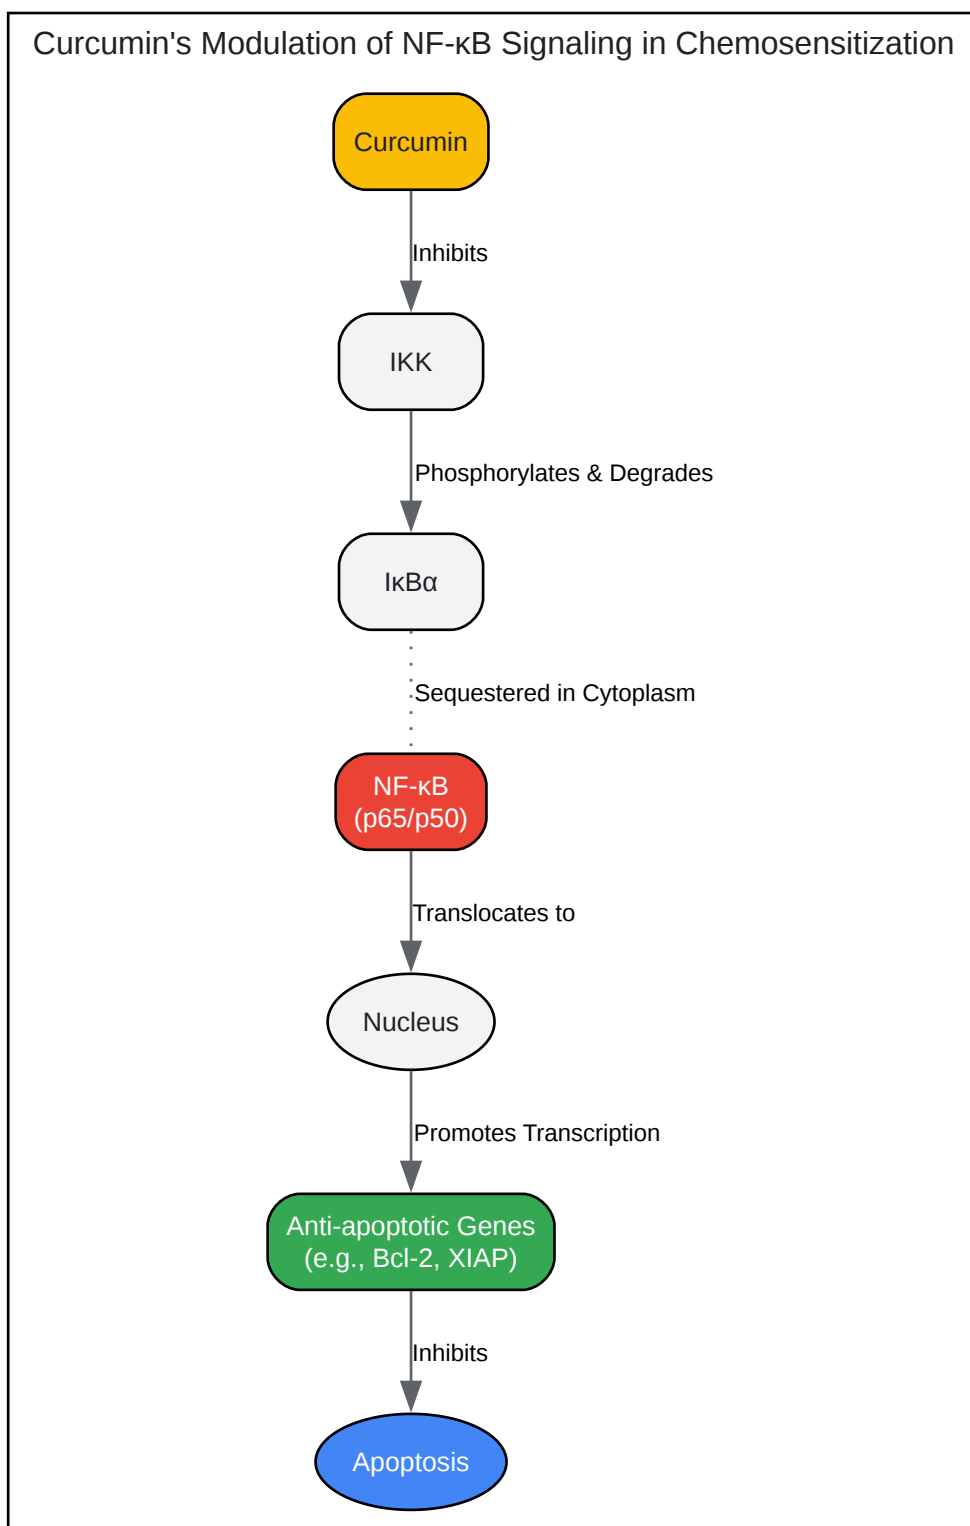 Curcumin's Modulation of NF-κB Signaling in Chemosensitization
Curcumin
Inhibits
IKK
Phosphorylates & Degrades
IκBα
Sequestered in Cytoplasm
NF-κB
(p65/p50)
Translocates to
Nucleus
Promotes Transcription
Anti-apoptotic Genes
(e.g., Bcl-2, XIAP)
Inhibits
Apoptosis